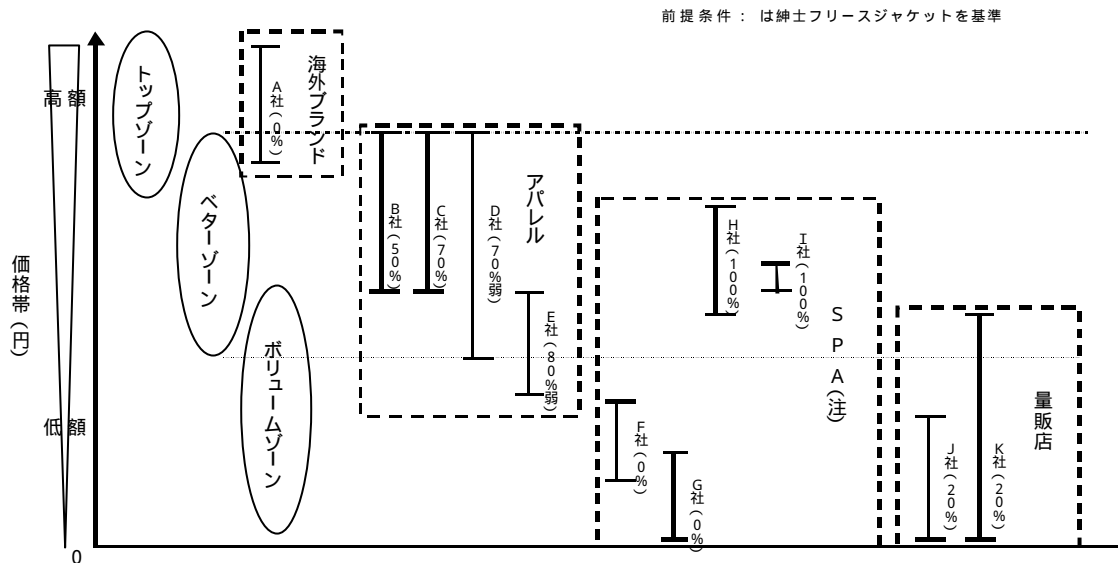 前提条件： は紳士フリースジャケットを基準
高額
低額
価格帯（円）
0
トップゾーン
ベターゾーン
ボリュームゾーン
A社（0%）
海外ブランド
B社（50%）
C社（70%）
D社（70%弱）
E社（80%弱）
アパレル
F社（0%）
G社（0%）
H社（100%）
I社（100%）
SPA（注）
J社（20%）
K社（20%）
量販店